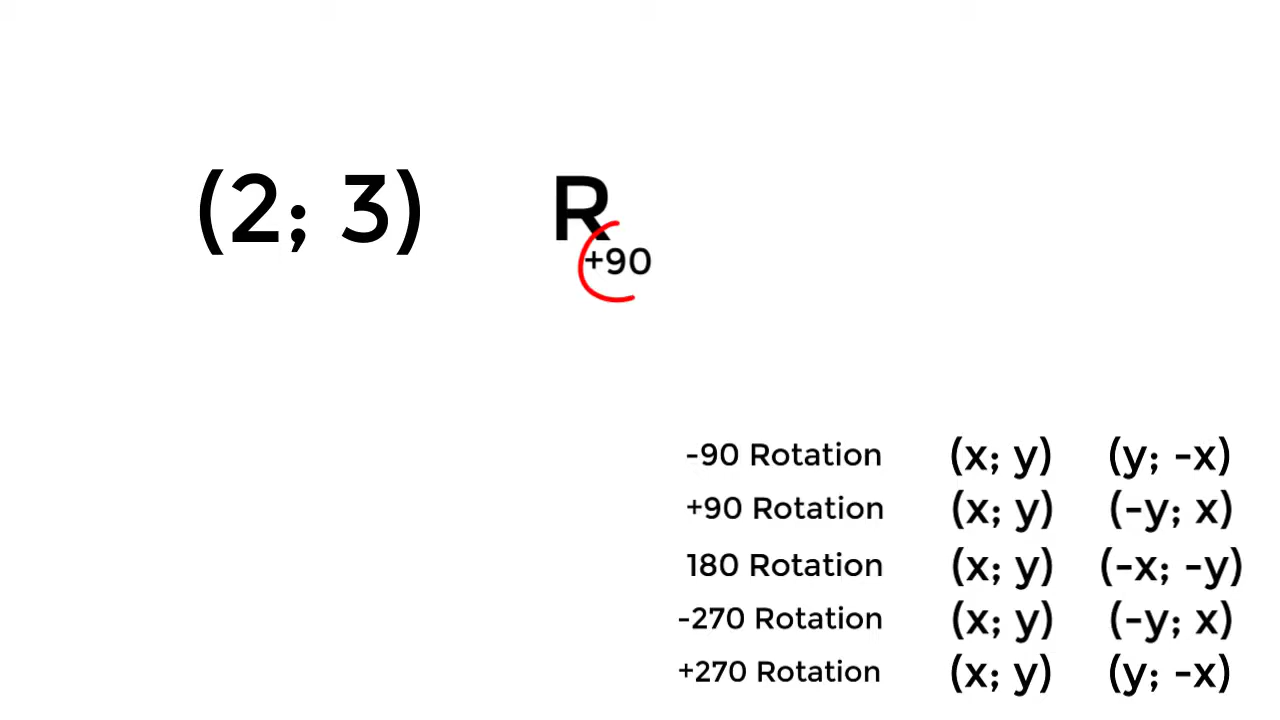 (2; 3) R
+90
-90 Rotation (x; y) (y; -x)
+90 Rotation (x; y) (-y; x)
180 Rotation (x; y) (-x; -y)
-270 Rotation (x; y) (-y; x)
+270 Rotation (x; y) (y; -x)